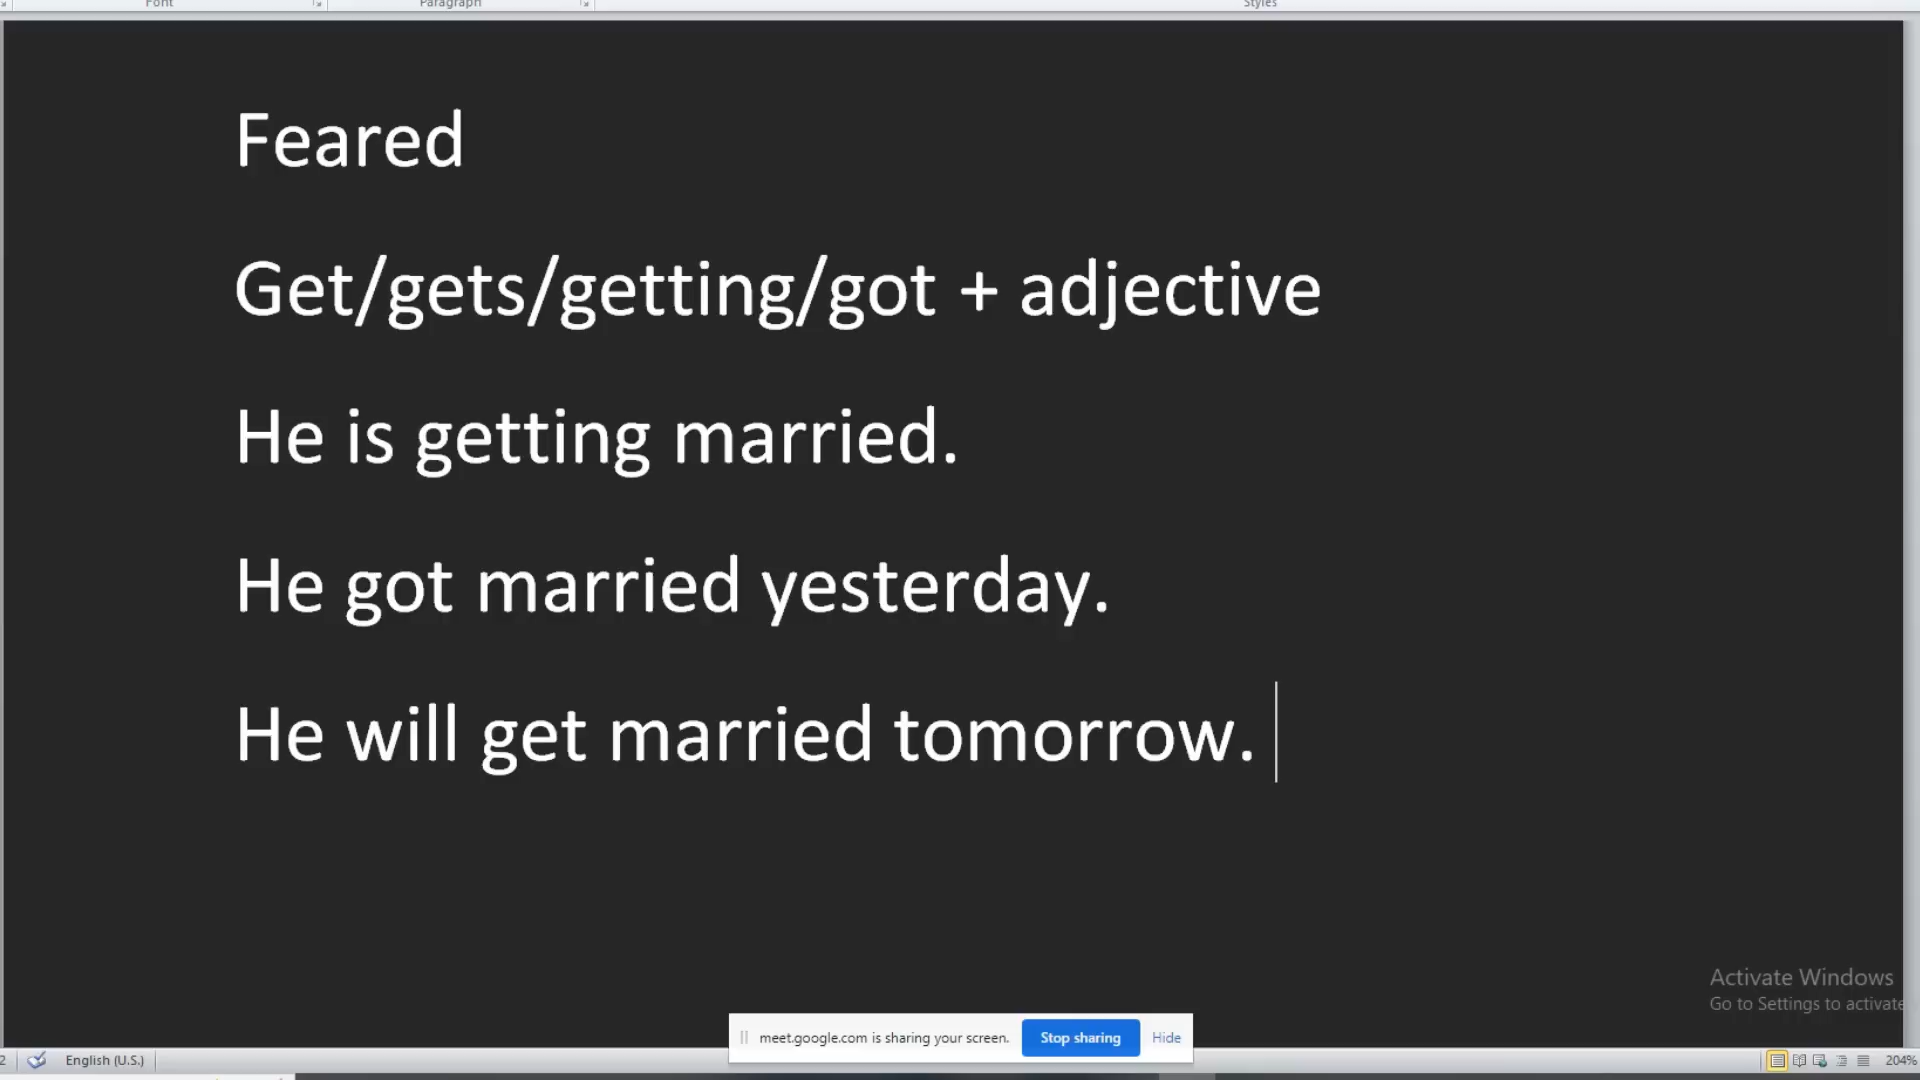 Font Paragraph Styles
Feared
Get/gets/getting/got + adjective
He is getting married.
He got married yesterday.
He will get married tomorrow.
Activate Windows
Go to Settings to activate
meet.google.com is sharing your screen. Stop sharing Hide
2 English (U.S.) 204%